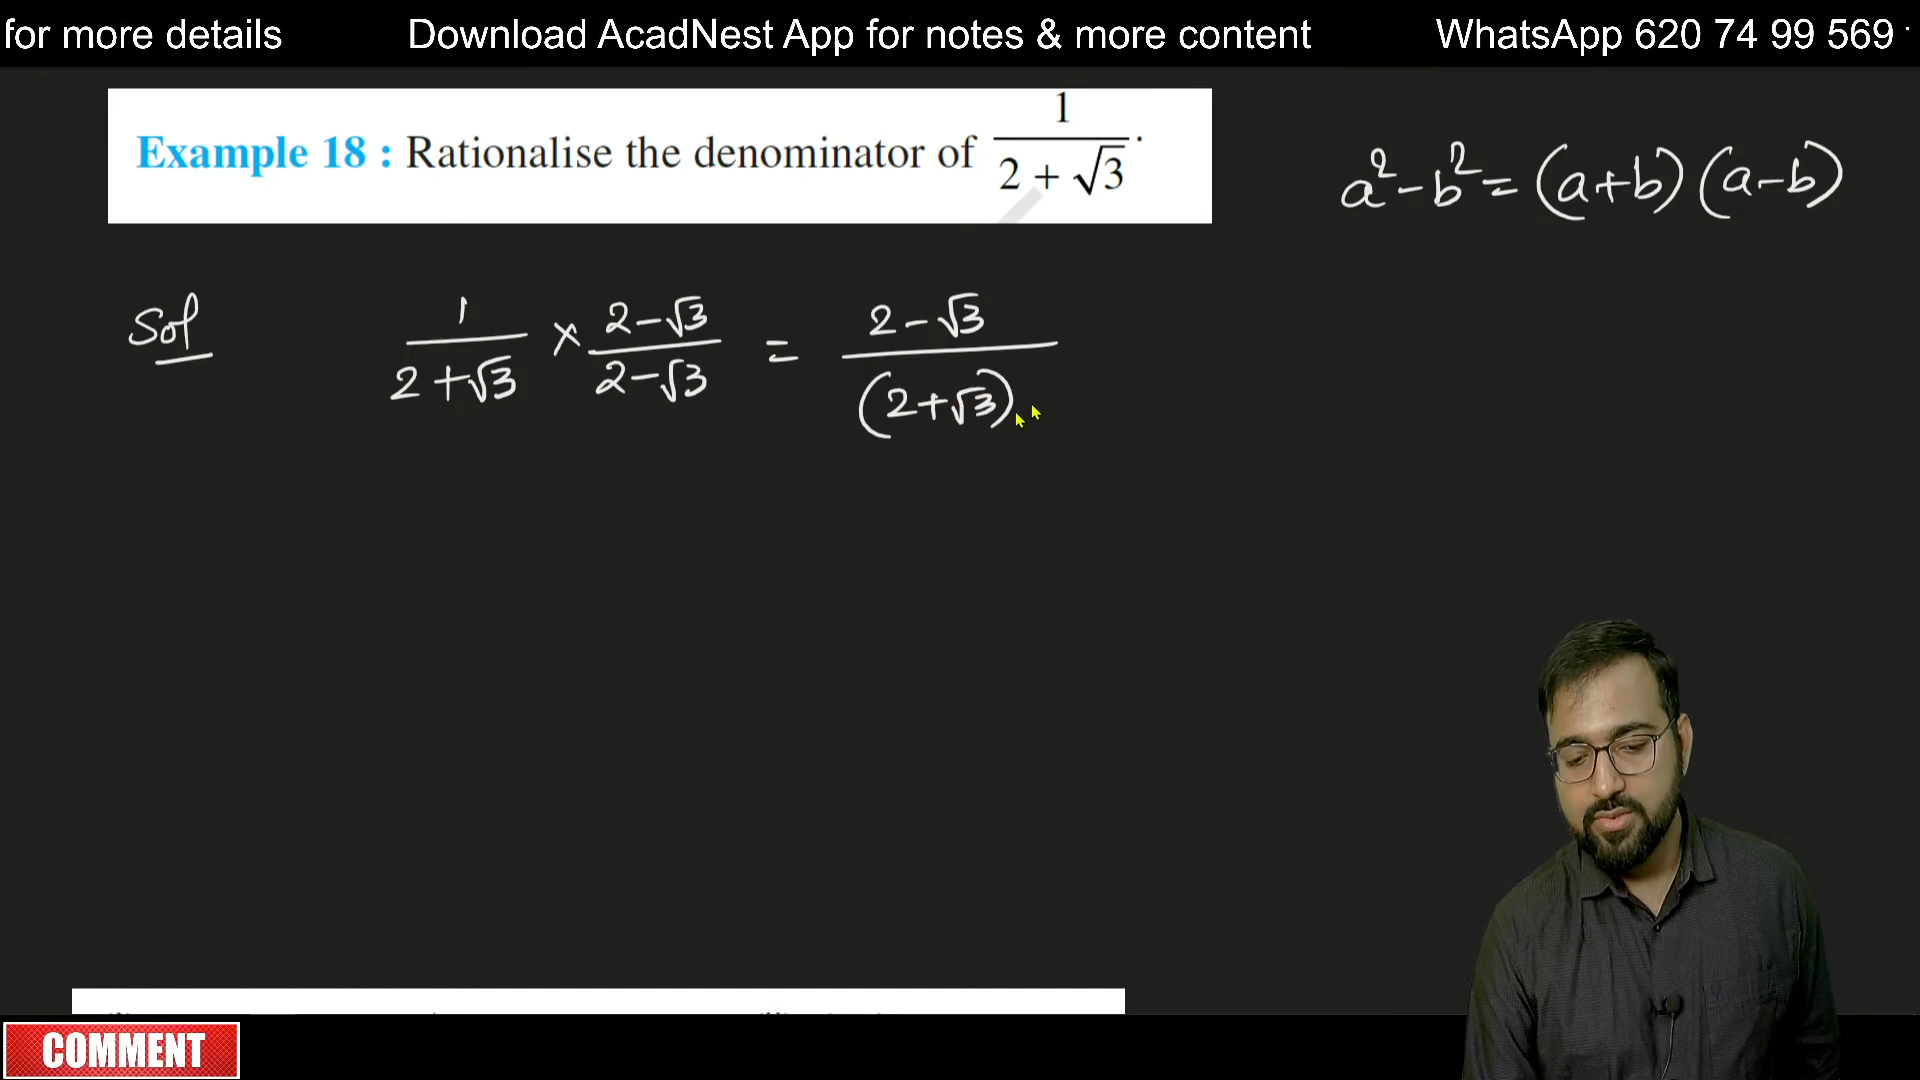 for more details Download AcadNest App for notes & more content WhatsApp 620 74 99 569
Example 18 : Rationalise the denominator of 1/(2 + √3).
a² - b² = (a+b) (a-b)
Sol
1/(2+√3) × (2-√3)/(2-√3) = (2-√3)/(2+√3)
COMMENT